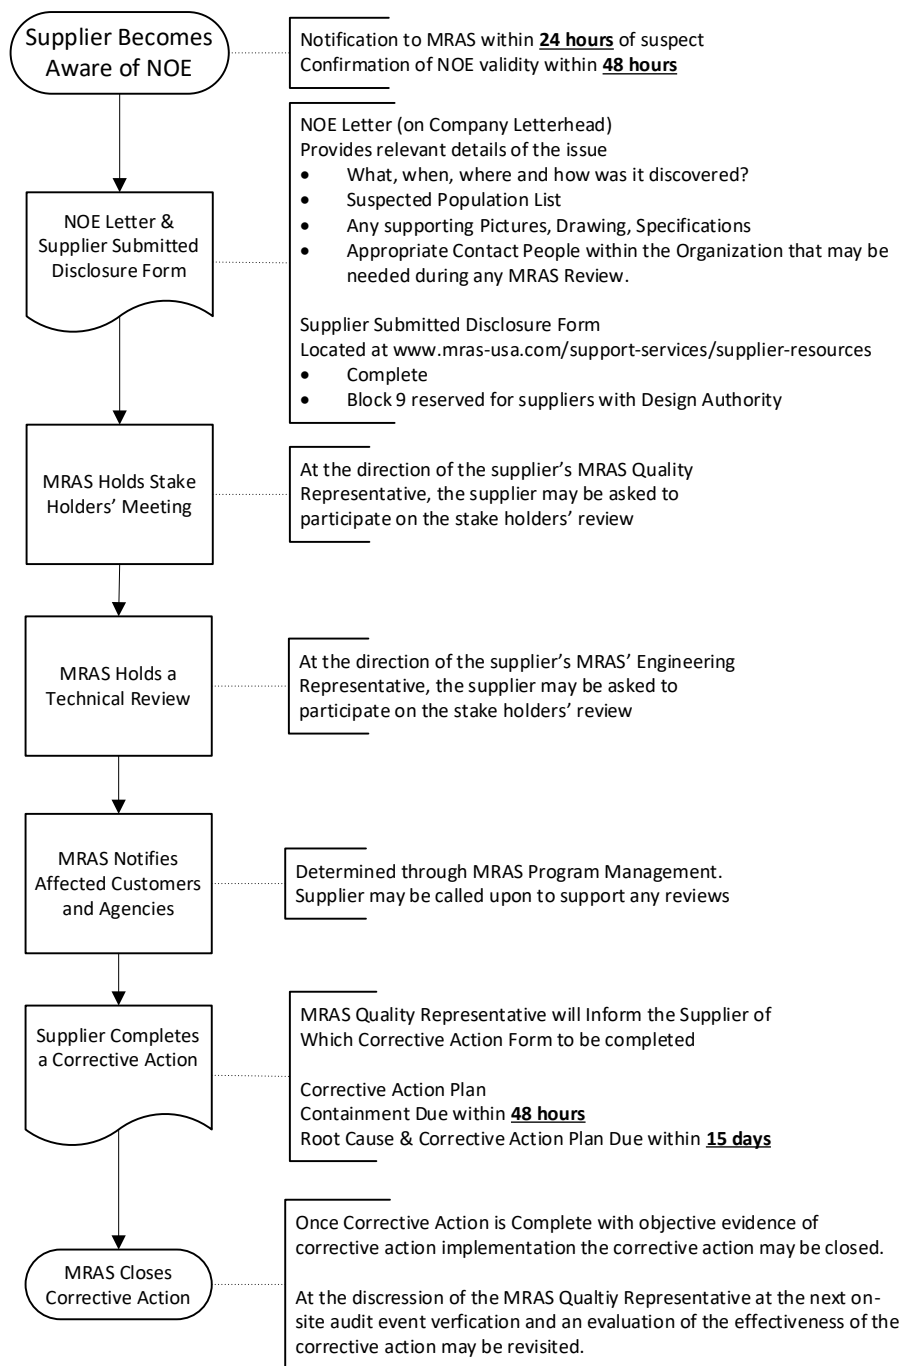 Supplier Becomes
Aware of NOE
Notification to MRAS within 24 hours of suspect
Confirmation of NOE validity within 48 hours
NOE Letter &
Supplier Submitted
Disclosure Form
NOE Letter (on Company Letterhead)
Provides relevant details of the issue
• What, when, where and how was it discovered?
• Suspected Population List
• Any supporting Pictures, Drawing, Specifications
• Appropriate Contact People within the Organization that may be
needed during any MRAS Review.
Supplier Submitted Disclosure Form
Located at www.mras-usa.com/support-services/supplier-resources
• Complete
• Block 9 reserved for suppliers with Design Authority
MRAS Holds Stake
Holders’ Meeting
At the direction of the supplier’s MRAS Quality
Representative, the supplier may be asked to
participate on the stake holders’ review
MRAS Holds a
Technical Review
At the direction of the supplier’s MRAS’ Engineering
Representative, the supplier may be asked to
participate on the stake holders’ review
MRAS Notifies
Affected Customers
and Agencies
Determined through MRAS Program Management.
Supplier may be called upon to support any reviews
Supplier Completes
a Corrective Action
MRAS Quality Representative will Inform the Supplier of
Which Corrective Action Form to be completed
Corrective Action Plan
Containment Due within 48 hours
Root Cause & Corrective Action Plan Due within 15 days
MRAS Closes
Corrective Action
Once Corrective Action is Complete with objective evidence of
corrective action implementation the corrective action may be closed.
At the discression of the MRAS Qualtiy Representative at the next on-
site audit event verfication and an evaluation of the effectiveness of the
corrective action may be revisited.